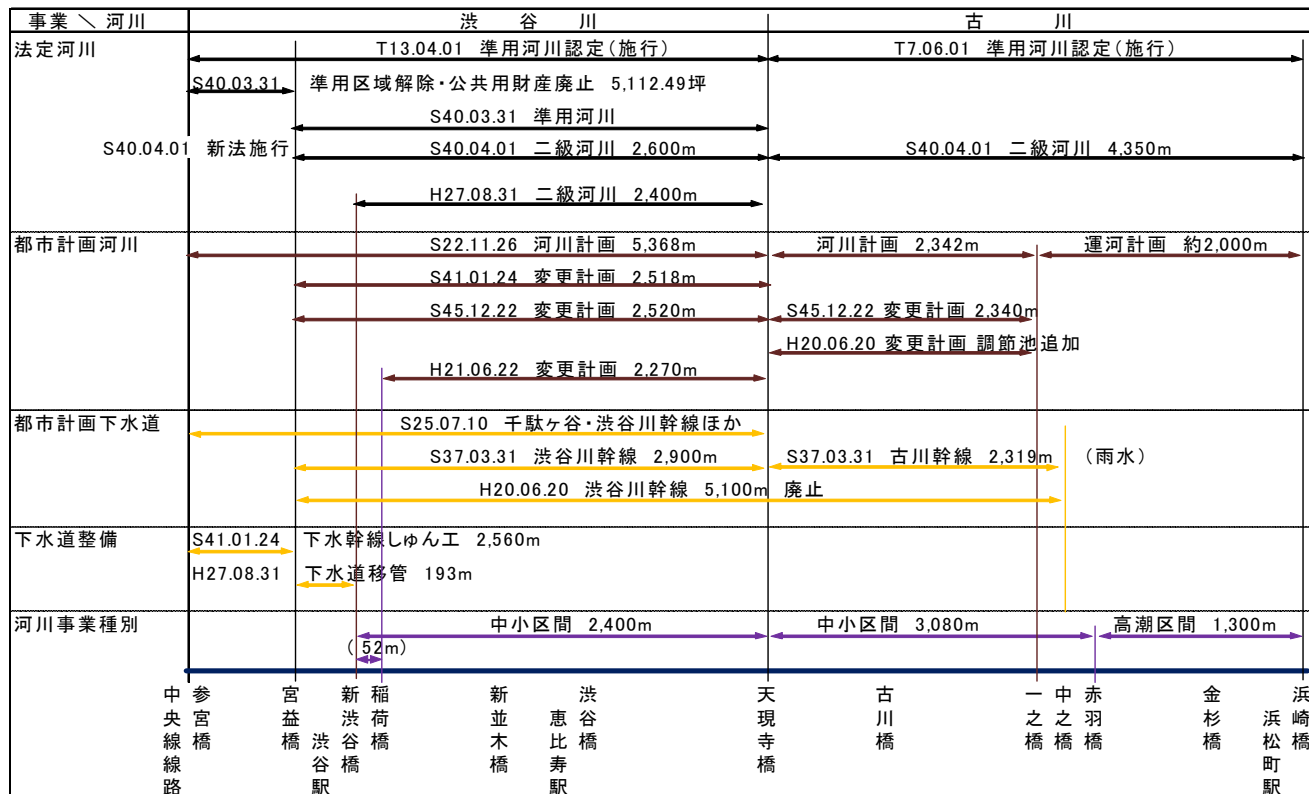 事業 ＼ 河川　渋谷川　古川
法定河川
T13.04.01 準用河川認定(施行)　T7.06.01 準用河川認定(施行)
S40.03.31 準用区域解除・公共用財産廃止 5,112.49坪
S40.03.31 準用河川
S40.04.01 新法施行　S40.04.01 二級河川 2,600m　S40.04.01 二級河川 4,350m
H27.08.31 二級河川 2,400m
都市計画河川　S22.11.26 河川計画 5,368m　河川計画 2,342m　運河計画 約2,000m
S41.01.24 変更計画 2,518m
S45.12.22 変更計画 2,520m　S45.12.22 変更計画 2,340m
H20.06.20 変更計画 調節池追加
H21.06.22 変更計画 2,270m
都市計画下水道　S25.07.10 千駄ヶ谷・渋谷川幹線ほか
S37.03.31 渋谷川幹線 2,900m　S37.03.31 古川幹線 2,319m　(雨水)
H20.06.20 渋谷川幹線 5,100m 廃止
下水道整備　S41.01.24 下水幹線しゅん工 2,560m
H27.08.31 下水道移管 193m
河川事業種別　中小区間 2,400m　中小区間 3,080m　高潮区間 1,300m
(52m)
中央線線路
参宮橋
宮益橋
渋谷駅
新渋谷橋
稲荷橋
新並木橋
恵比寿駅
渋谷橋
天現寺橋
古川橋
一之橋
中之橋
赤羽橋
金杉橋
浜松町駅
浜崎橋